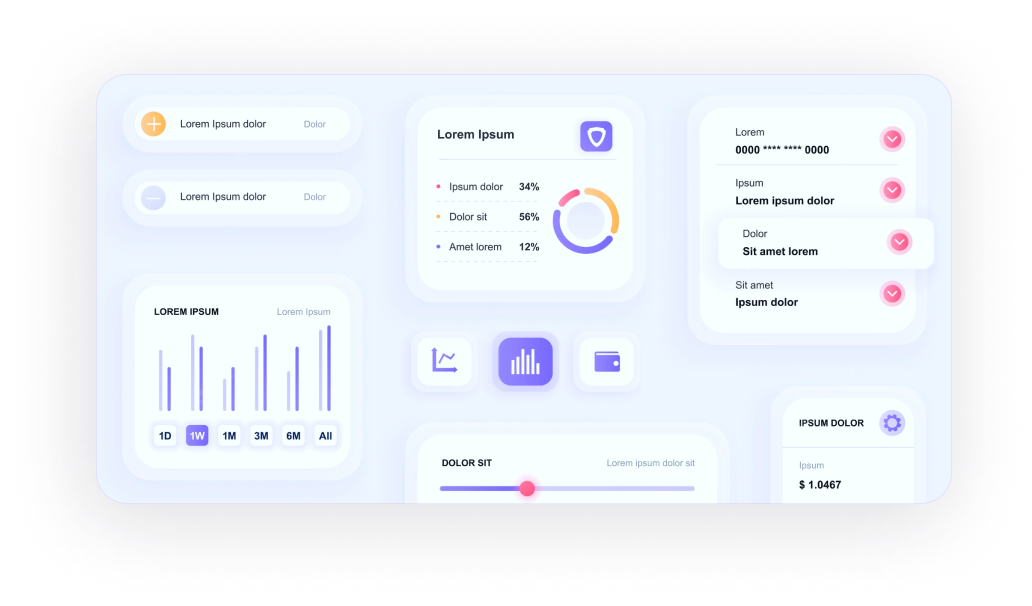 Lorem Ipsum dolor Dolor
Lorem Ipsum dolor Dolor
LOREM IPSUM Lorem Ipsum
1D 1W 1M 3M 6M All
Lorem Ipsum
Ipsum dolor 34%
Dolor sit 56%
Amet lorem 12%
DOLOR SIT Lorem ipsum dolor sit
Lorem
0000 **** **** 0000
Ipsum
Lorem ipsum dolor
Dolor
Sit amet lorem
Sit amet
Ipsum dolor
IPSUM DOLOR
Ipsum
$ 1.0467